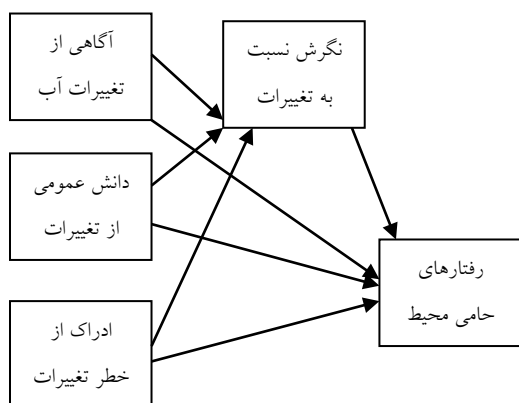 آگاهی از
تغییرات آب
نگرش نسبت
به تغییرات
دانش عمومی
از تغییرات
رفتارهای
حامی محیط
ادراک از
خطر تغییرات